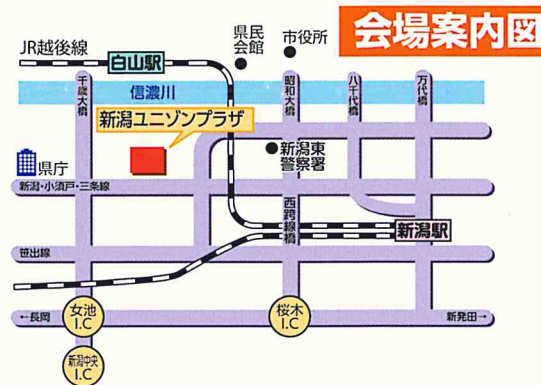 会場案内図
県民
会館
市役所
JR越後線
白山駅
千歳大橋
信濃川
昭和大橋
八千代橋
万代橋
新潟ユニゾンプラザ
県庁
新潟東
警察署
新潟・小須戸・三条線
西跨線橋
新潟駅
笹出線
←長岡
女池
I.C
桜木
I.C
新発田→
新潟中央
I.C